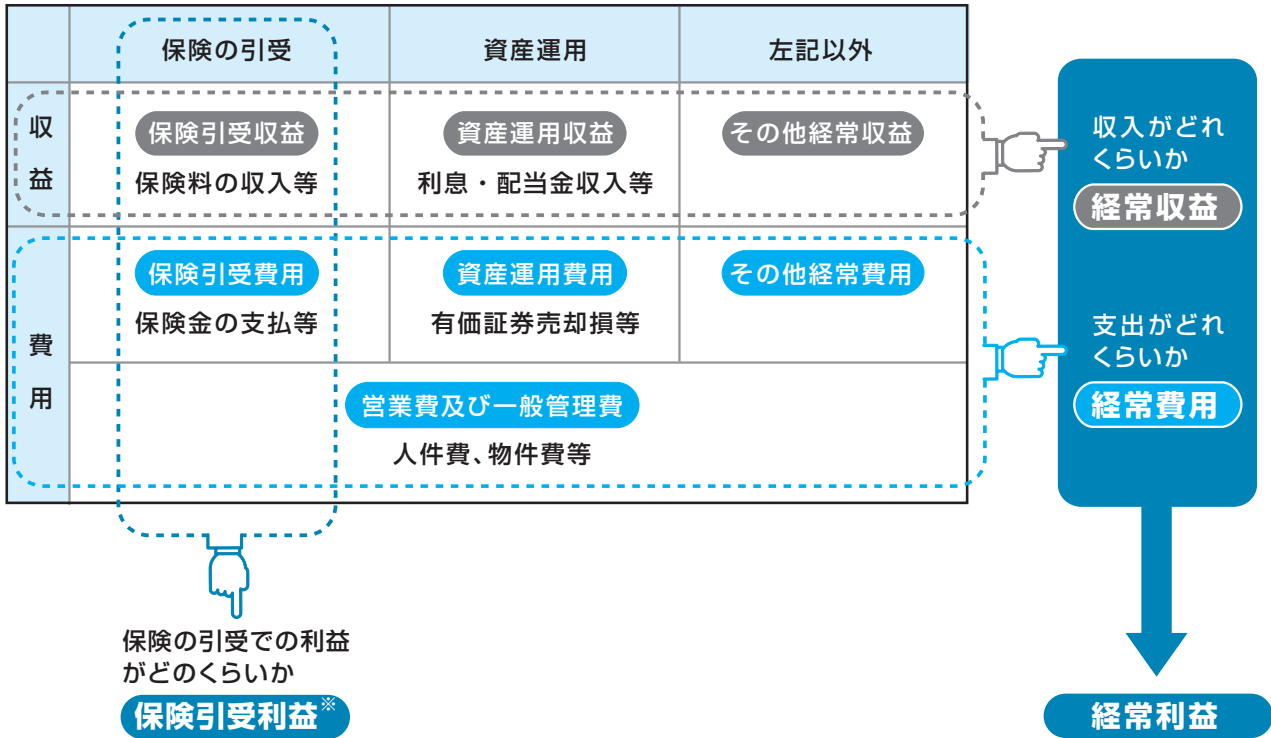 保険の引受
資産運用
左記以外
収益
保険引受収益
保険料の収入等
資産運用収益
利息・配当金収入等
その他経常収益
収入がどれ
くらいか
経常収益
費用
保険引受費用
保険金の支払等
資産運用費用
有価証券売却損等
その他経常費用
営業費及び一般管理費
人件費、物件費等
支出がどれ
くらいか
経常費用
保険の引受での利益
がどのくらいか
保険引受利益※
経常利益